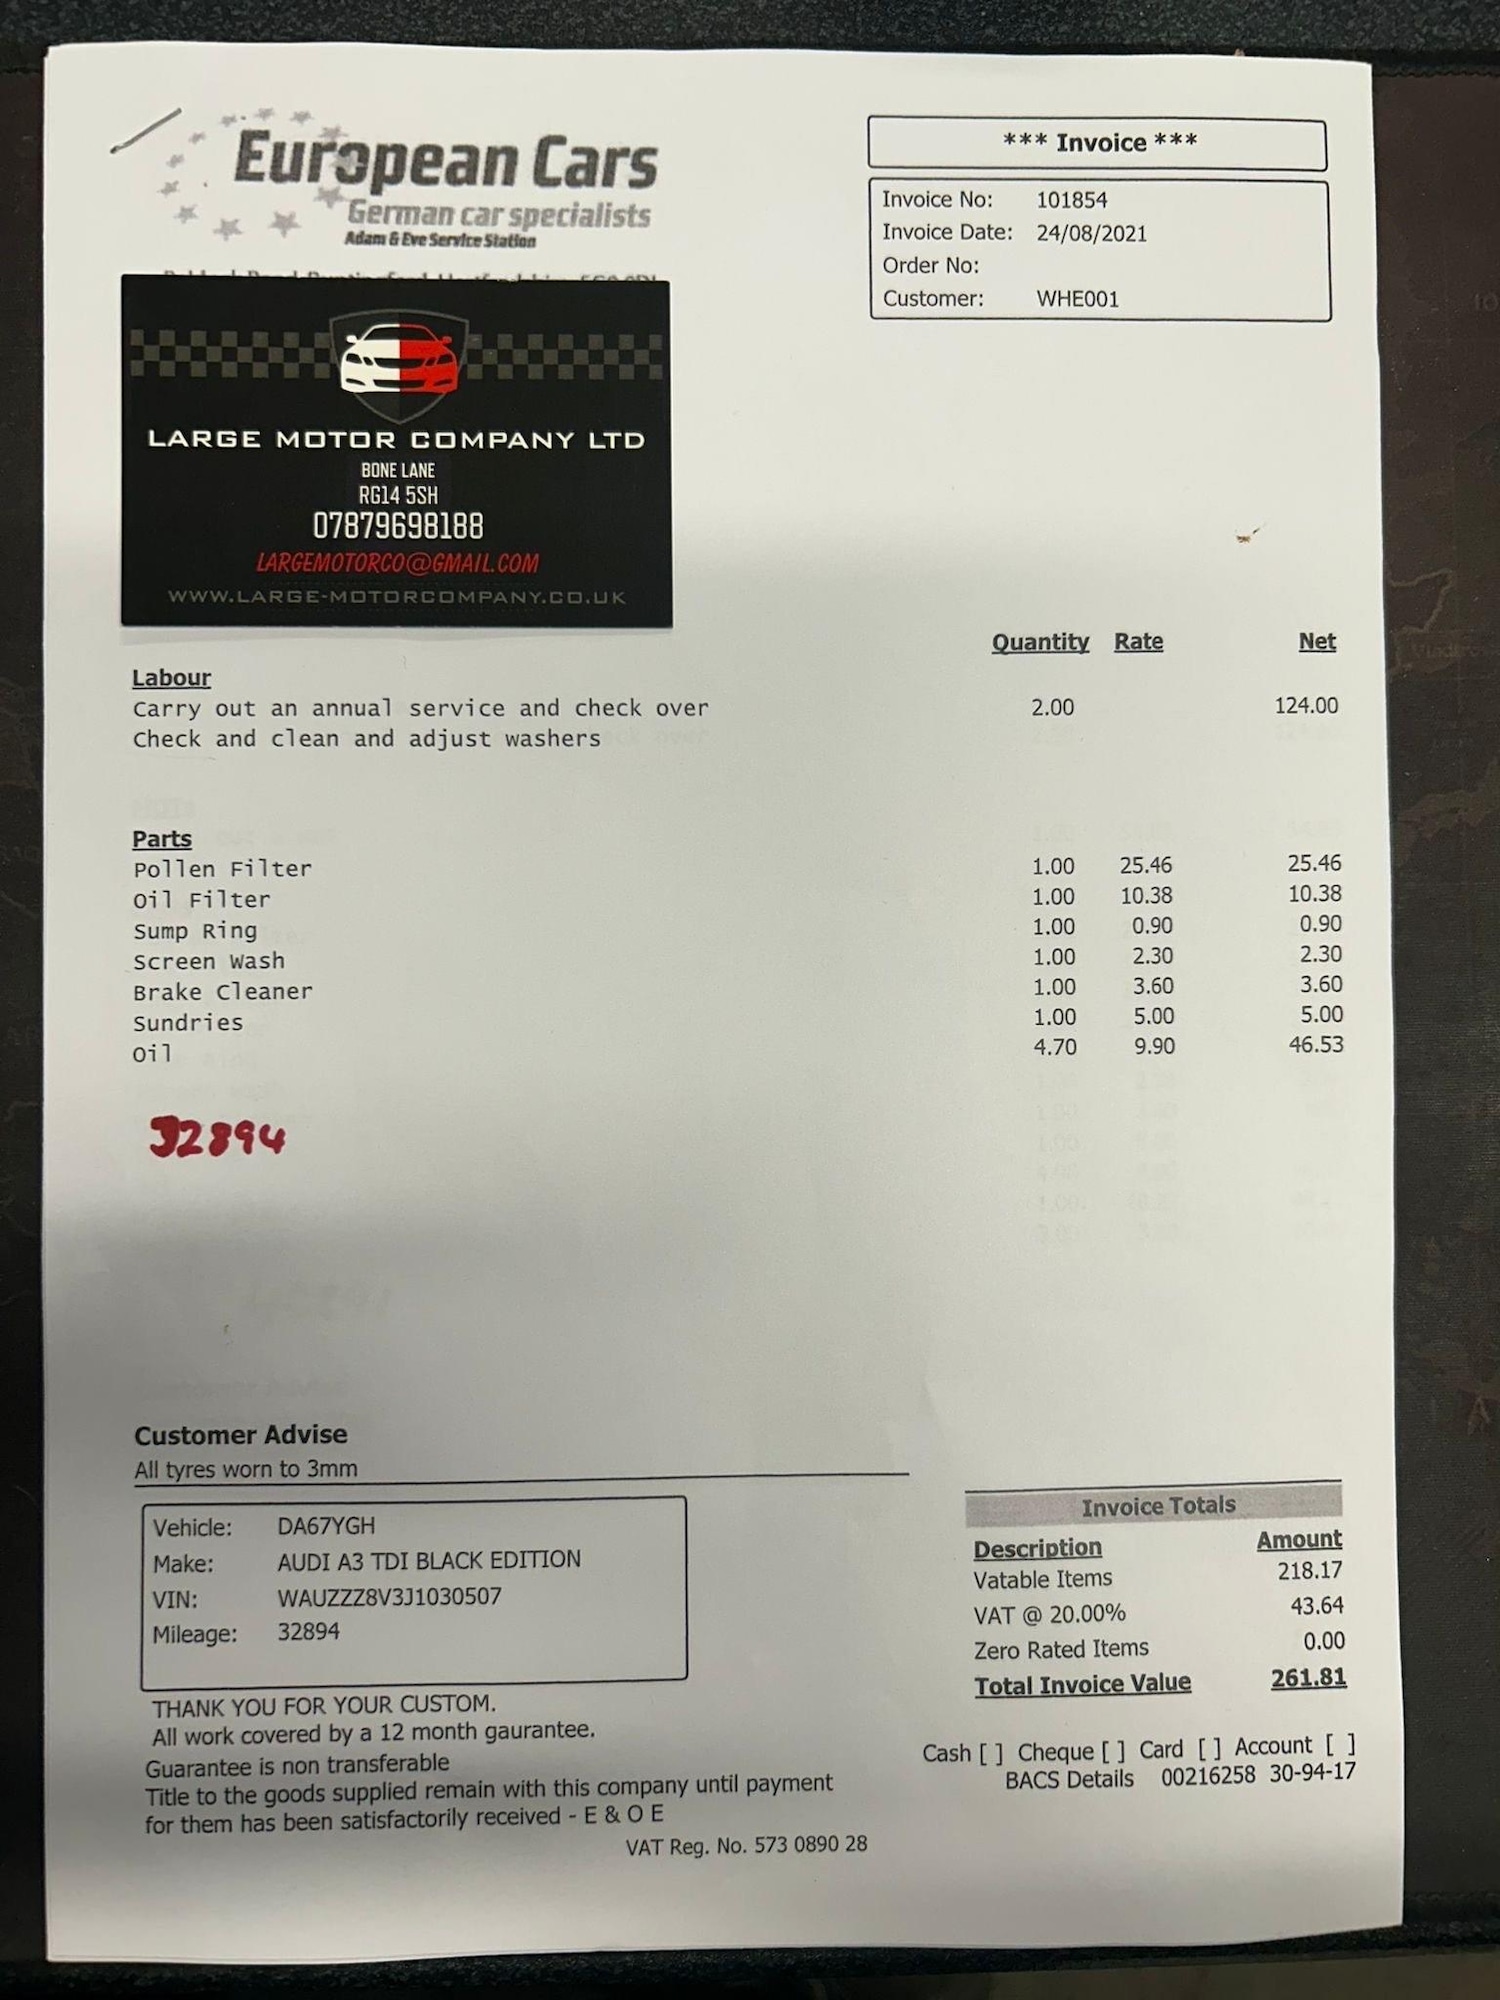 European Cars
German car specialists
Adam & Eve Service Station
*** Invoice ***
Invoice No: 101854
Invoice Date: 24/08/2021
Order No:
Customer: WHE001
LARGE MOTOR COMPANY LTD
BONE LANE
RG14 5SH
07879698188
LARGEMOTORCO@GMAIL.COM
WWW.LARGE-MOTORCOMPANY.CO.UK
Quantity Rate Net
Labour
Carry out an annual service and check over 2.00 124.00
Check and clean and adjust washers
Parts
Pollen Filter 1.00 25.46 25.46
Oil Filter 1.00 10.38 10.38
Sump Ring 1.00 0.90 0.90
Screen Wash 1.00 2.30 2.30
Brake Cleaner 1.00 3.60 3.60
Sundries 1.00 5.00 5.00
Oil 4.70 9.90 46.53
32894
Customer Advise
All tyres worn to 3mm
Vehicle: DA67YGH
Make: AUDI A3 TDI BLACK EDITION
VIN: WAUZZZ8V3J1030507
Mileage: 32894
Invoice Totals
Description Amount
Vatable Items 218.17
VAT @ 20.00% 43.64
Zero Rated Items 0.00
Total Invoice Value 261.81
THANK YOU FOR YOUR CUSTOM.
All work covered by a 12 month gaurantee.
Guarantee is non transferable
Title to the goods supplied remain with this company until payment
for them has been satisfactorily received - E & O E
Cash [ ] Cheque [ ] Card [ ] Account [ ]
BACS Details 00216258 30-94-17
VAT Reg. No. 573 0890 28